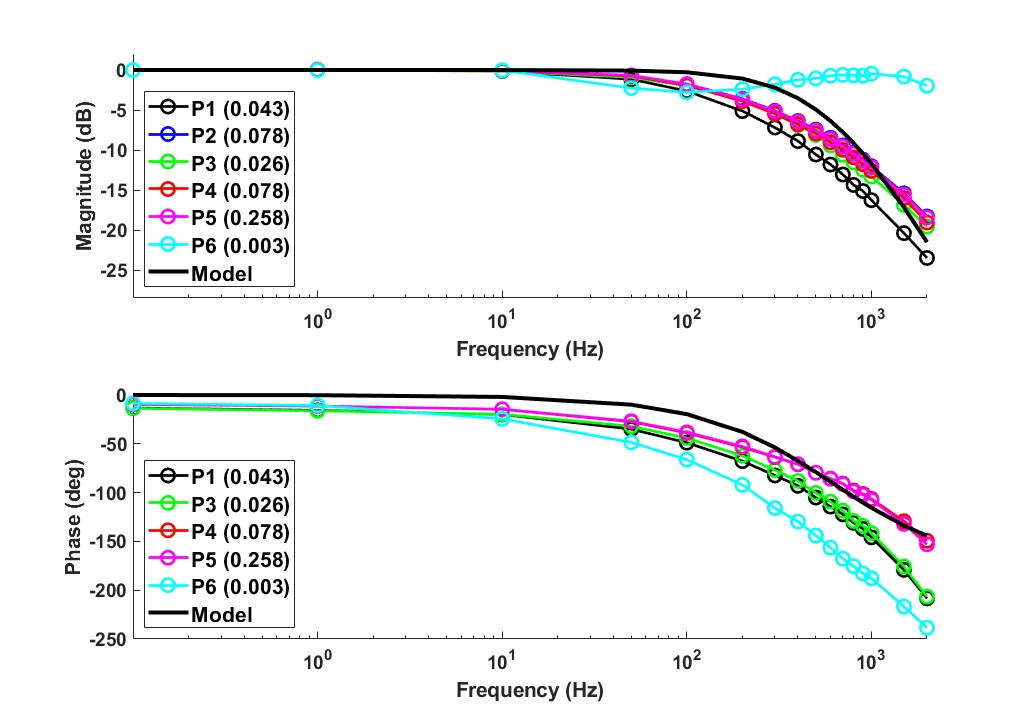 Magnitude (dB)
0
-5
-10
-15
-20
-25
P1 (0.043)
P2 (0.078)
P3 (0.026)
P4 (0.078)
P5 (0.258)
P6 (0.003)
Model
10^0
10^1
10^2
10^3
Frequency (Hz)
Phase (deg)
0
-50
-100
-150
-200
-250
P1 (0.043)
P3 (0.026)
P4 (0.078)
P5 (0.258)
P6 (0.003)
Model
10^0
10^1
10^2
10^3
Frequency (Hz)